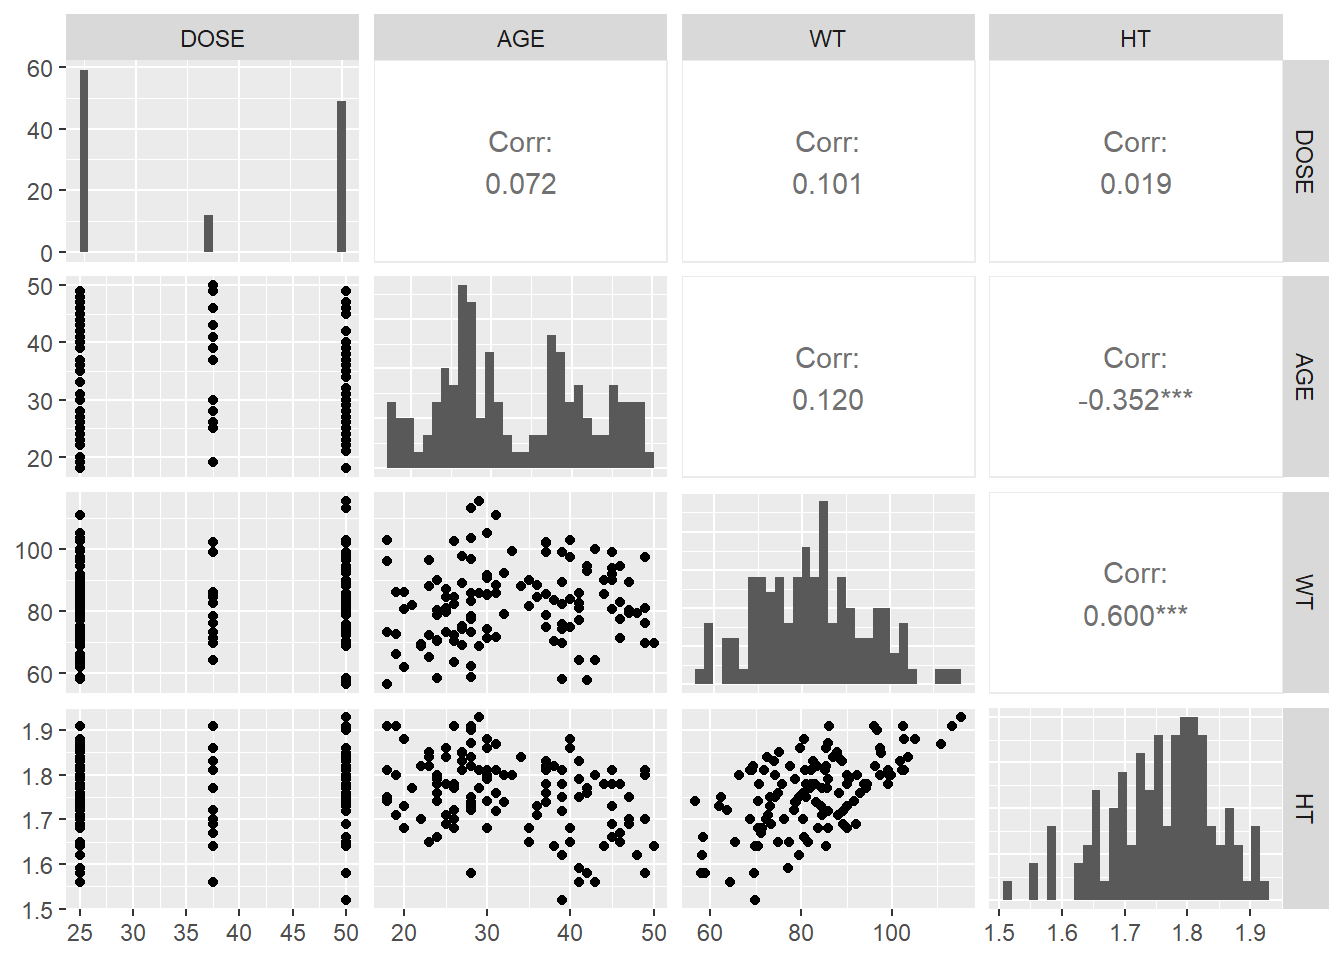 DOSE AGE WT HT
60
40
20
0
Corr:
0.072
Corr:
0.101
Corr:
0.019
DOSE
50
40
30
20
Corr:
0.120
Corr:
-0.352***
AGE
100
80
60
Corr:
0.600***
WT
1.9
1.8
1.7
1.6
1.5
HT
25 30 35 40 45 50 20 30 40 50 60 80 100 1.5 1.6 1.7 1.8 1.9